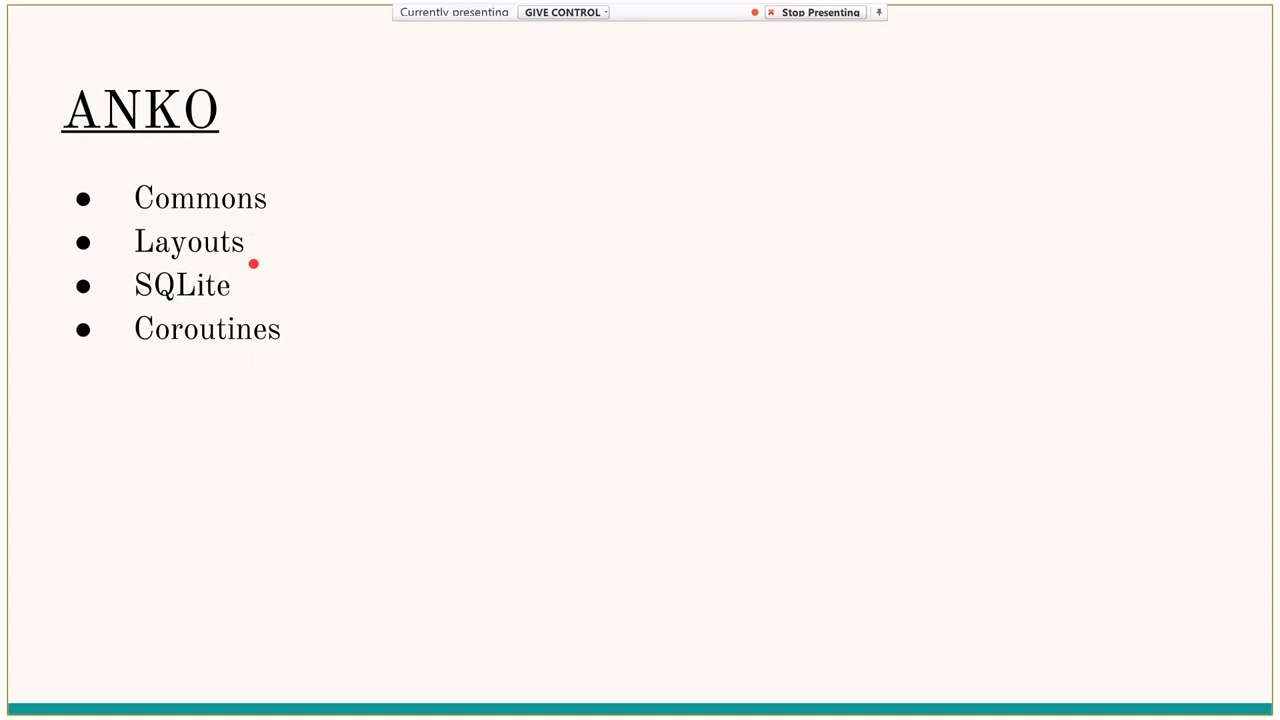 Currently presenting GIVE CONTROL Stop Presenting
ANKO
● Commons
● Layouts
● SQLite
● Coroutines